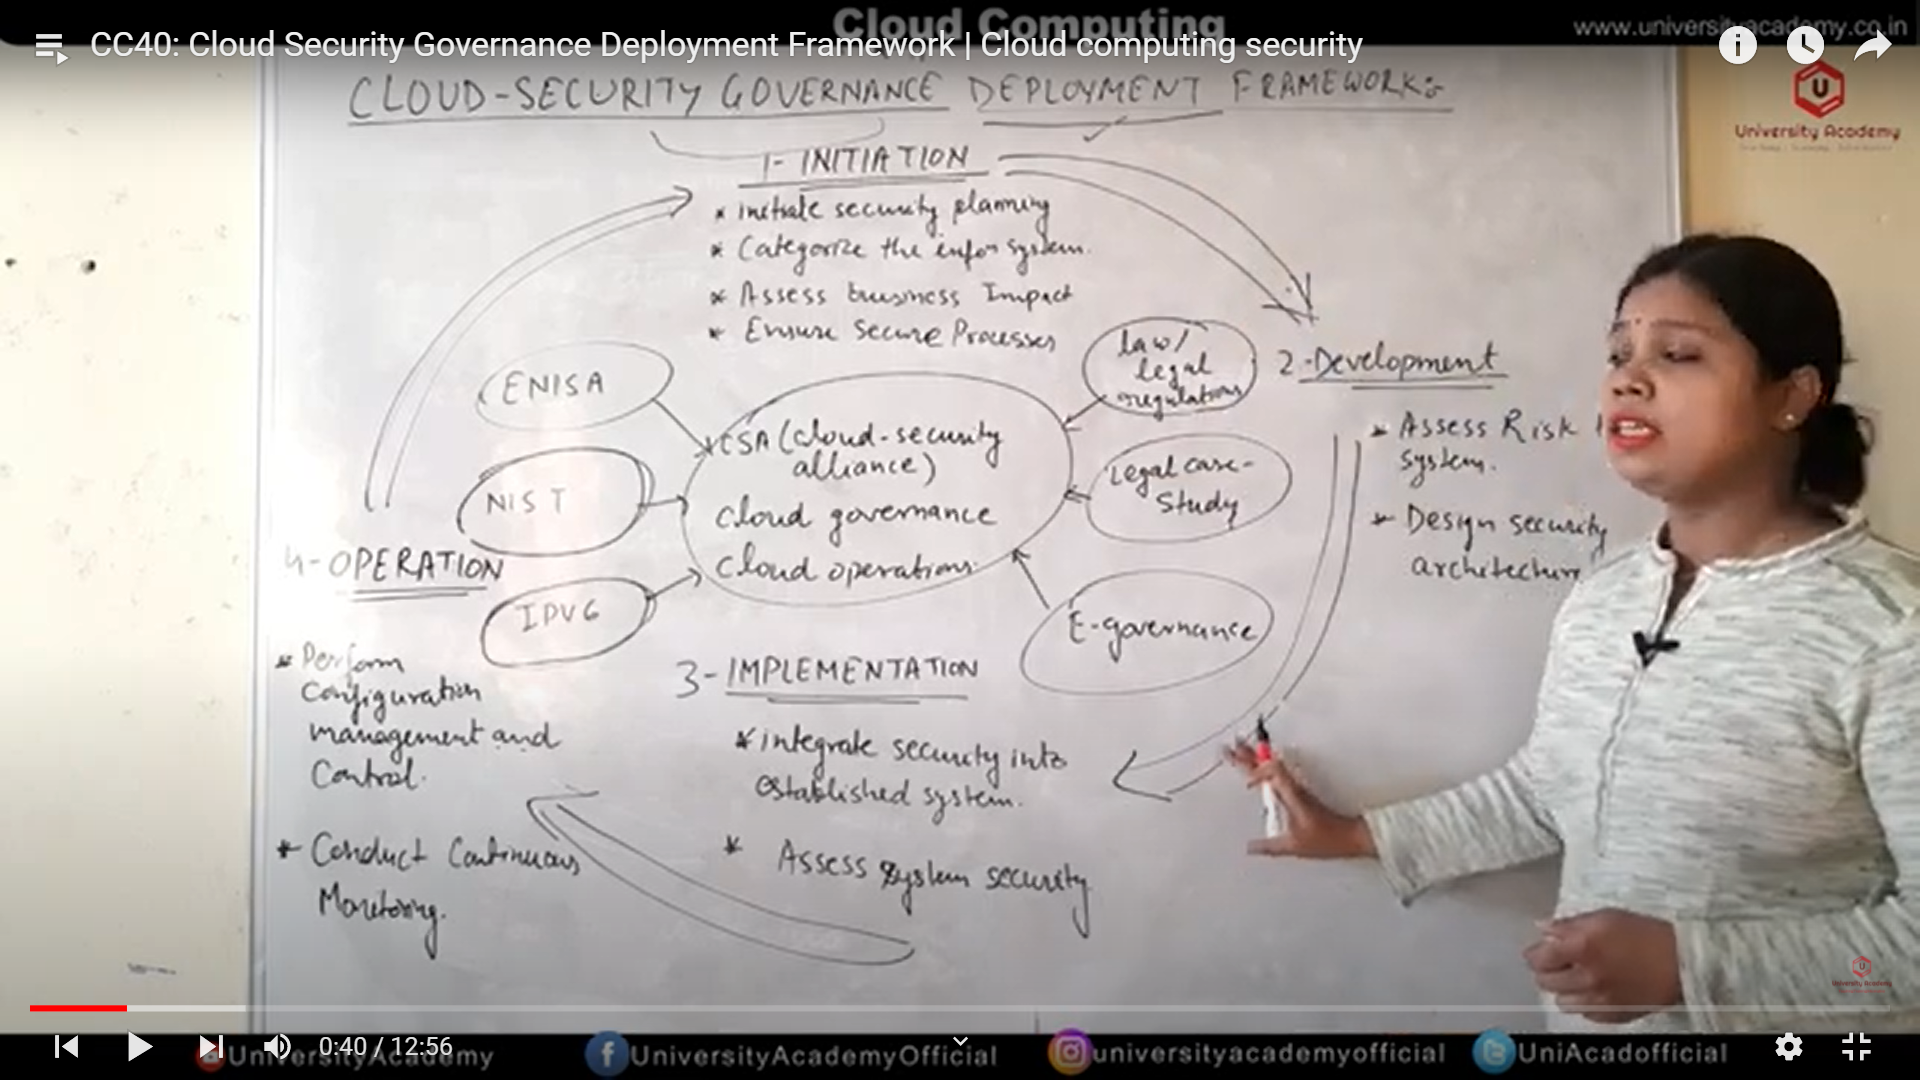 Cloud Computing
www.universityacademy.co.in
CC40: Cloud Security Governance Deployment Framework | Cloud computing security
CLOUD-SECURITY GOVERNANCE DEPLOYMENT FRAMEWORK:-
University Academy
1- INITIATION
* initiate security planning
* Categorize the infor system.
* Assess business Impact
* Ensure Secure Processes
ENISA
NIST
IPV6
CSA (cloud-security
alliance)
cloud governance
cloud operations
law/
legal
regulations
Legal case-
Study
E-governance
2-Development
* Assess Risk
System.
* Design security
architecture
3- IMPLEMENTATION
* integrate security into
established system.
* Assess system security
4-OPERATION
* Perform
Configuration
management and
Control.
* Conduct Continuous
Monitoring.
University Academy
0:40 / 12:56
UniversityAcademy
UniversityAcademyOfficial
universityacademyofficial
UniAcadofficial